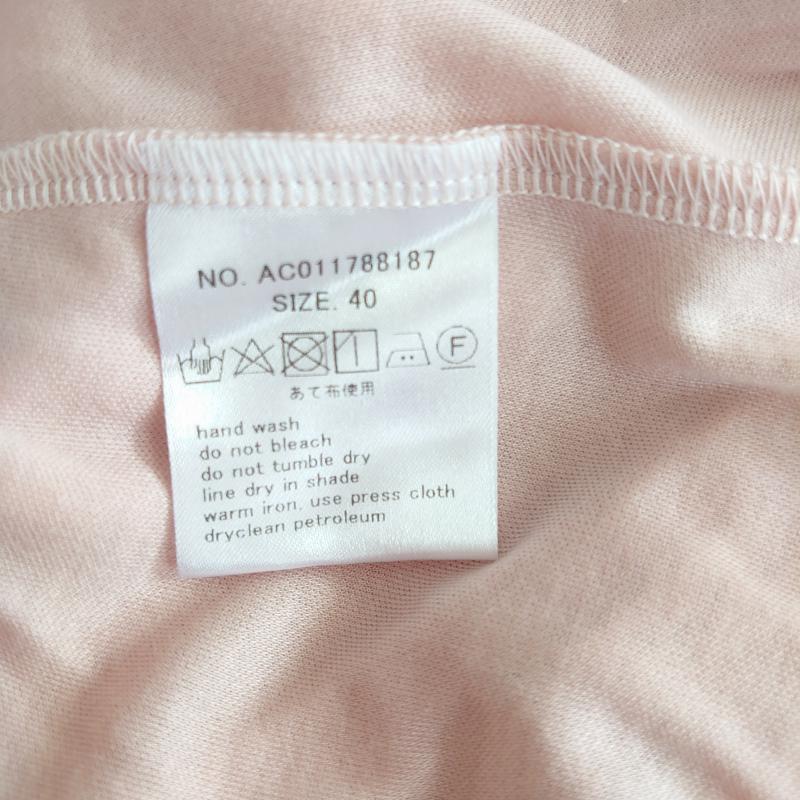 NO. AC011788187
SIZE. 40
F
あて布使用
hand wash
do not bleach
do not tumble dry
line dry in shade
warm iron, use press cloth
dryclean petroleum